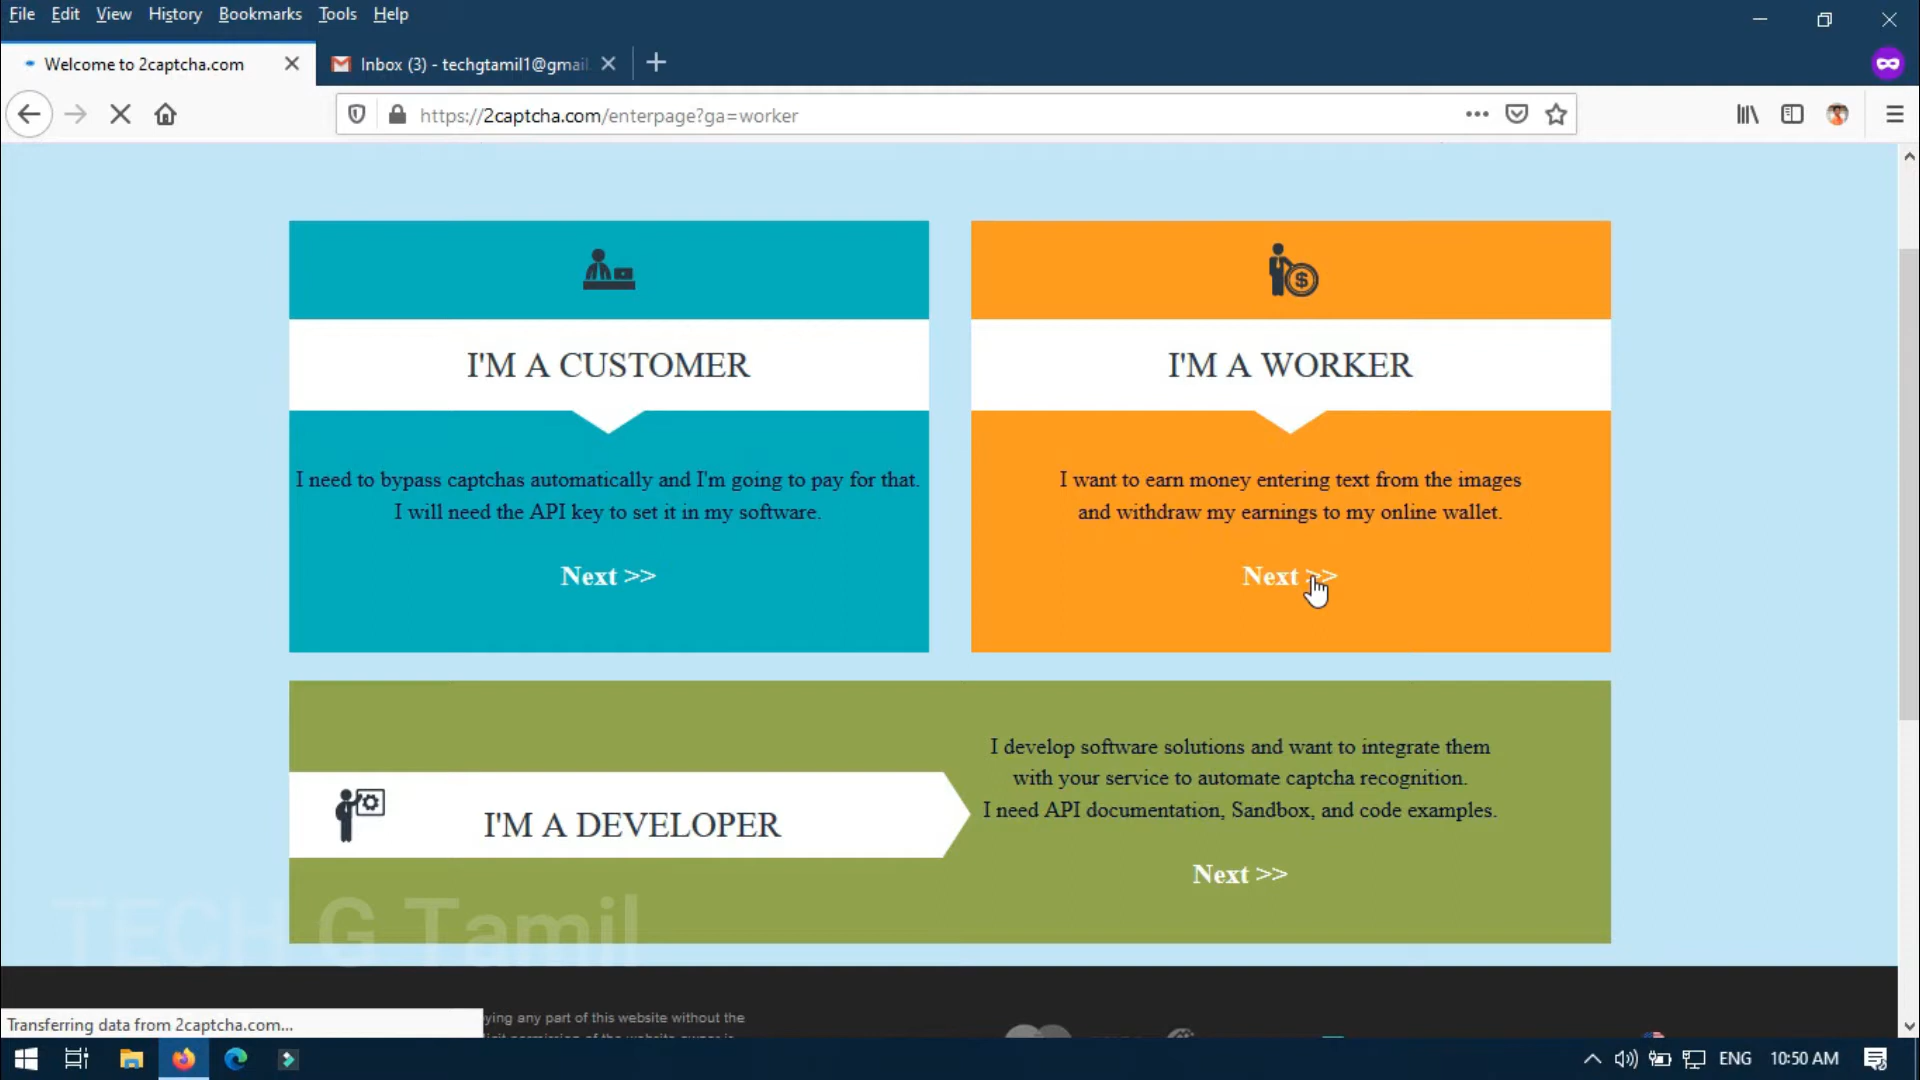 File Edit View History Bookmarks Tools Help
Welcome to 2captcha.com
Inbox (3) - techgtamil1@gmail.
https://2captcha.com/enterpage?ga=worker
I'M A CUSTOMER
I need to bypass captchas automatically and I'm going to pay for that.
I will need the API key to set it in my software.
Next >>
I'M A WORKER
I want to earn money entering text from the images
and withdraw my earnings to my online wallet.
Next >>
I'M A DEVELOPER
I develop software solutions and want to integrate them
with your service to automate captcha recognition.
I need API documentation, Sandbox, and code examples.
Next >>
TECH G Tamil
ying any part of this website without the
Transferring data from 2captcha.com...
ENG 10:50 AM